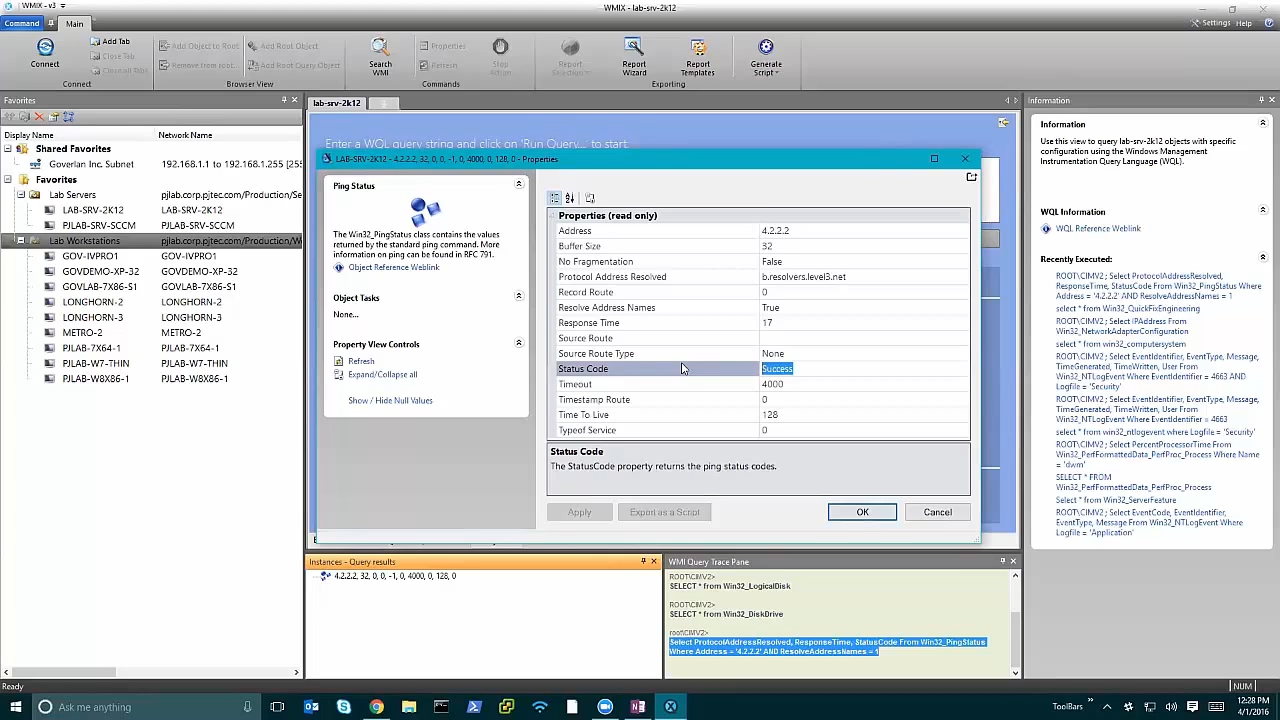 WMIX - v3
WMIX - lab-srv-2k12
Command
Main
Settings
Help
Connect
Add Tab
Close Tab
Close all Tabs
Connect
Add Object to Root
Remove from root...
Add Root Object
Add Root Query Object
Browser View
Search WMI
Properties
Refresh
Stop Action
Commands
Report Selection
Report Wizard
Report Templates
Exporting
Generate Script
Favorites
Display Name
Network Name
Shared Favorites
Goverlan Inc. Subnet
192.168.1.1 to 192.168.1.255 [255
Favorites
Lab Servers
pjlab.corp.pjtec.com/Production/Se
LAB-SRV-2K12
LAB-SRV-2K12
PJLAB-SRV-SCCM
PJLAB-SRV-SCCM
Lab Workstations
pjlab.corp.pjtec.com/Production/W
GOV-IVPRO1
GOV-IVPRO1
GOVDEMO-XP-32
GOVDEMO-XP-32
GOVLAB-7X86-S1
GOVLAB-7X86-S1
LONGHORN-2
LONGHORN-2
LONGHORN-3
LONGHORN-3
METRO-2
METRO-2
PJLAB-7X64-1
PJLAB-7X64-1
PJLAB-W7-THIN
PJLAB-W7-THIN
PJLAB-W8X86-1
PJLAB-W8X86-1
lab-srv-2k12
Enter a WQL query string and click on 'Run Query...' to start.
LAB-SRV-2K12 - 4.2.2.2, 32, 0, 0, -1, 0, 4000, 0, 128, 0 - Properties
Ping Status
The Win32_PingStatus class contains the
values returned by the standard ping command. More
information on ping can be found in RFC 791.
Object Reference Weblink
Object Tasks
None...
Property View Controls
Refresh
Expand/Collapse all
Show / Hide Null Values
Properties (read only)
Address 4.2.2.2
Buffer Size 32
No Fragmentation False
Protocol Address Resolved b.resolvers.level3.net
Record Route 0
Resolve Address Names True
Response Time 17
Source Route
Source Route Type None
Status Code Success
Timeout 4000
Timestamp Route 0
Time To Live 128
Typeof Service 0
Status Code
The StatusCode property returns the ping status codes.
Apply
Export as a Script
OK
Cancel
Instances - Query results
4.2.2.2, 32, 0, 0, -1, 0, 4000, 0, 128, 0
WMI Query Trace Pane
ROOT\CIMV2>
SELECT * from Win32_LogicalDisk
ROOT\CIMV2>
SELECT * from Win32_DiskDrive
root\CIMV2>
Select ProtocolAddressResolved, ResponseTime, StatusCode From Win32_PingStatus
Where Address = '4.2.2.2' AND ResolveAddressNames = 1
Information
Information
Use this view to query lab-srv-2k12 objects with specific
configuration using the Windows Management
Instrumentation Query Language (WQL).
WQL Information
WQL Reference Weblink
Recently Executed:
ROOT\CIMV2 ; Select ProtocolAddressResolved,
ResponseTime, StatusCode From Win32_PingStatus Where
Address = '4.2.2.2' AND ResolveAddressNames = 1
select * from Win32_QuickFixEngineering
ROOT\CIMV2 ; Select IPAddress From
Win32_NetworkAdapterConfiguration
select * from win32_computersystem
ROOT\CIMV2 ; Select EventIdentifier, EventType, Message,
TimeGenerated, TimeWritten, User From
Win32_NTLogEvent Where EventIdentifier = 4663 AND
Logfile = 'Security'
ROOT\CIMV2 ; Select EventIdentifier, EventType, Message,
TimeGenerated, TimeWritten, User From
Win32_NTLogEvent Where EventIdentifier = 4663
select * from win32_ntlogevent where Logfile = 'Security'
ROOT\CIMV2 ; Select PercentProcessorTime From
Win32_PerfFormattedData_PerfProc_Process Where Name
= 'dwm'
SELECT * FROM
Win32_PerfFormattedData_PerfProc_Process
Select * from Win32_ServerFeature
ROOT\CIMV2 ; Select EventCode, EventIdentifier,
EventType, Message From Win32_NTLogEvent Where
Logfile = 'Application'
Ready
NUM
Ask me anything
ToolBars
12:28 PM
4/1/2016